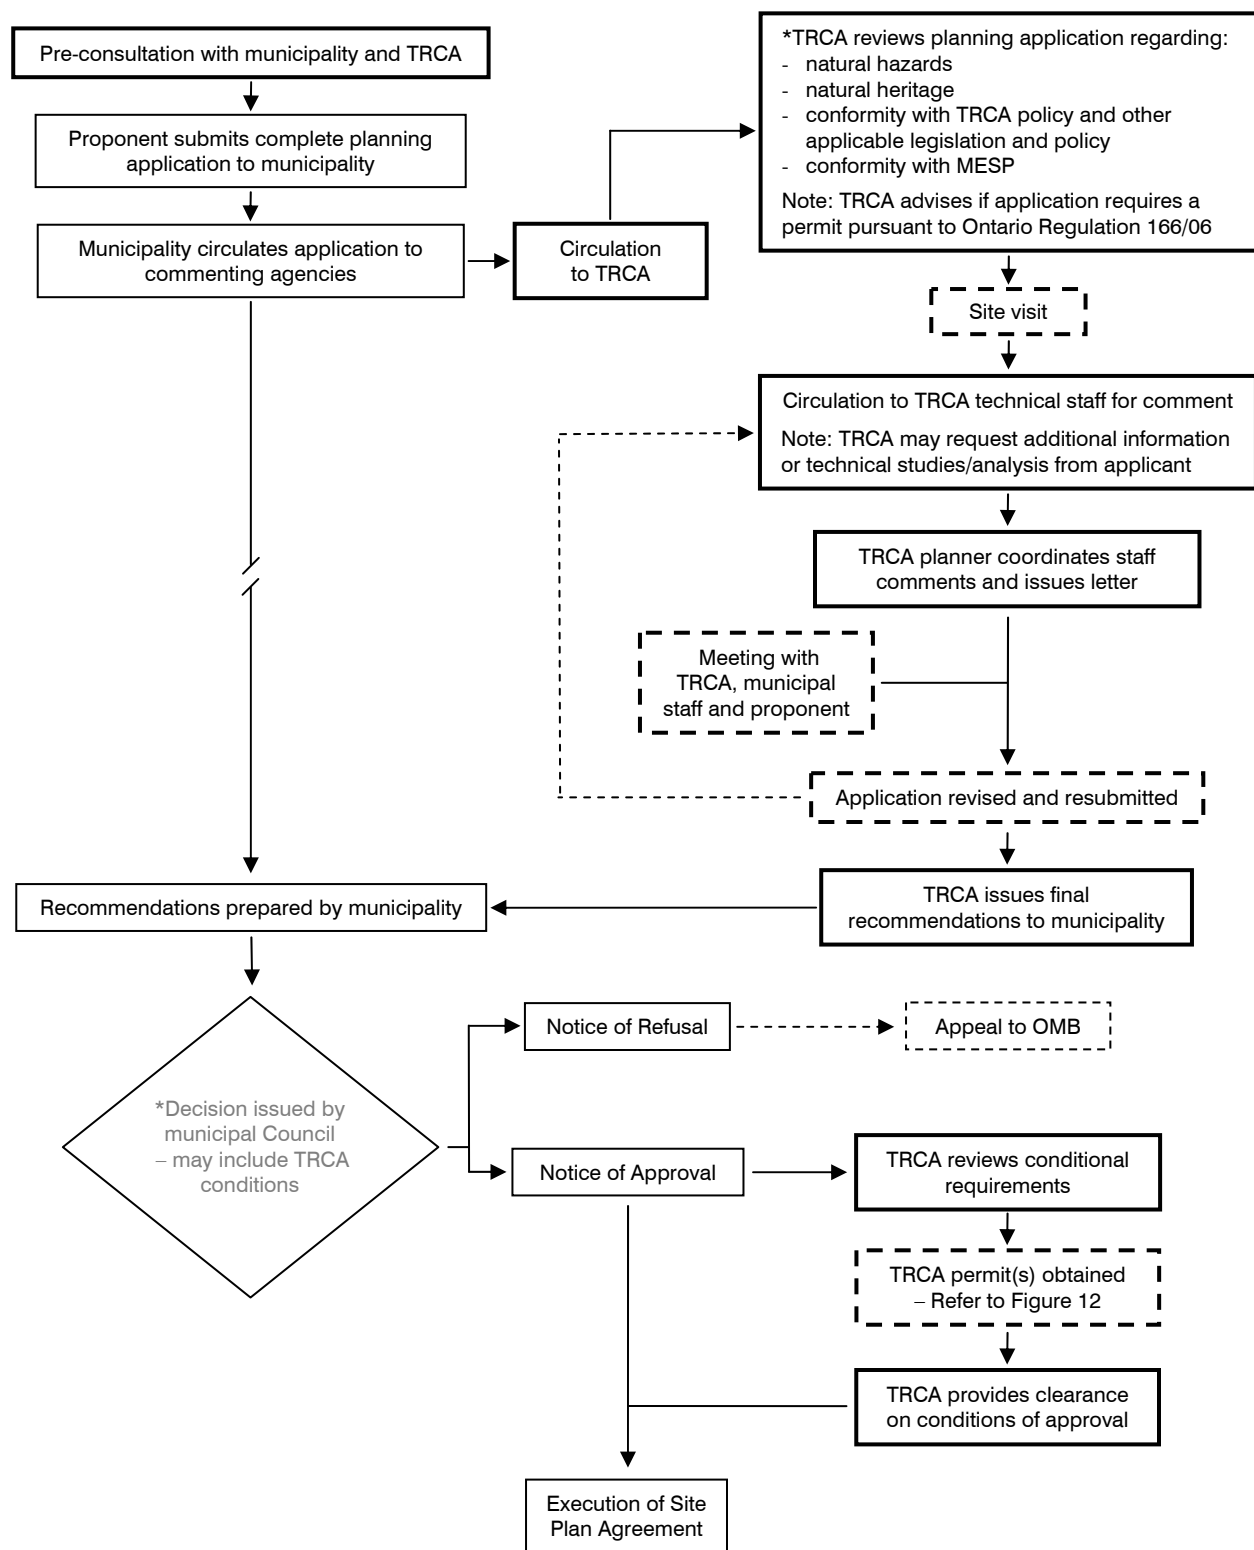 Pre-consultation with municipality and TRCA
Proponent submits complete planning
application to municipality
Municipality circulates application to
commenting agencies
Circulation
to TRCA
*TRCA reviews planning application regarding:
- natural hazards
- natural heritage
- conformity with TRCA policy and other
applicable legislation and policy
- conformity with MESP
Note: TRCA advises if application requires a
permit pursuant to Ontario Regulation 166/06
Site visit
Circulation to TRCA technical staff for comment
Note: TRCA may request additional information
or technical studies/analysis from applicant
TRCA planner coordinates staff
comments and issues letter
Meeting with
TRCA, municipal
staff and proponent
Application revised and resubmitted
TRCA issues final
recommendations to municipality
Recommendations prepared by municipality
*Decision issued by
municipal Council
– may include TRCA
conditions
Notice of Refusal
Appeal to OMB
Notice of Approval
TRCA reviews conditional
requirements
TRCA permit(s) obtained
– Refer to Figure 12
TRCA provides clearance
on conditions of approval
Execution of Site
Plan Agreement